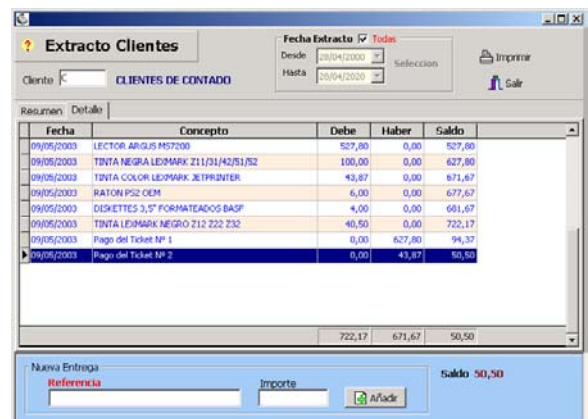 ? Extracto Clientes
Fecha Extracto Todas
Desde 28/04/2000
Hasta 28/04/2020
Seleccion
Imprimir
Salir
Cliente C CLIENTES DE CONTADO
Resumen Detalle
Fecha Concepto Debe Haber Saldo
09/05/2003 LECTOR ARGUS MS7200 527,80 0,00 527,80
09/05/2003 TINTA NEGRA LEXMARK Z11/31/42/51/52 100,00 0,00 627,80
09/05/2003 TINTA COLOR LEXMARK JETPRINTER 43,87 0,00 671,67
09/05/2003 RATON PS2 OEM 6,00 0,00 677,67
09/05/2003 DISKETTES 3,5" FORMATEADOS BASF 4,00 0,00 681,67
09/05/2003 TINTA LEXMARK NEGRO Z12 Z22 Z32 40,50 0,00 722,17
09/05/2003 Pago del Ticket Nº 1 0,00 627,80 94,37
09/05/2003 Pago del Ticket Nº 2 0,00 43,87 50,50
722,17 671,67 50,50
Nueva Entrega
Referencia Importe
Añadir
Saldo 50,50